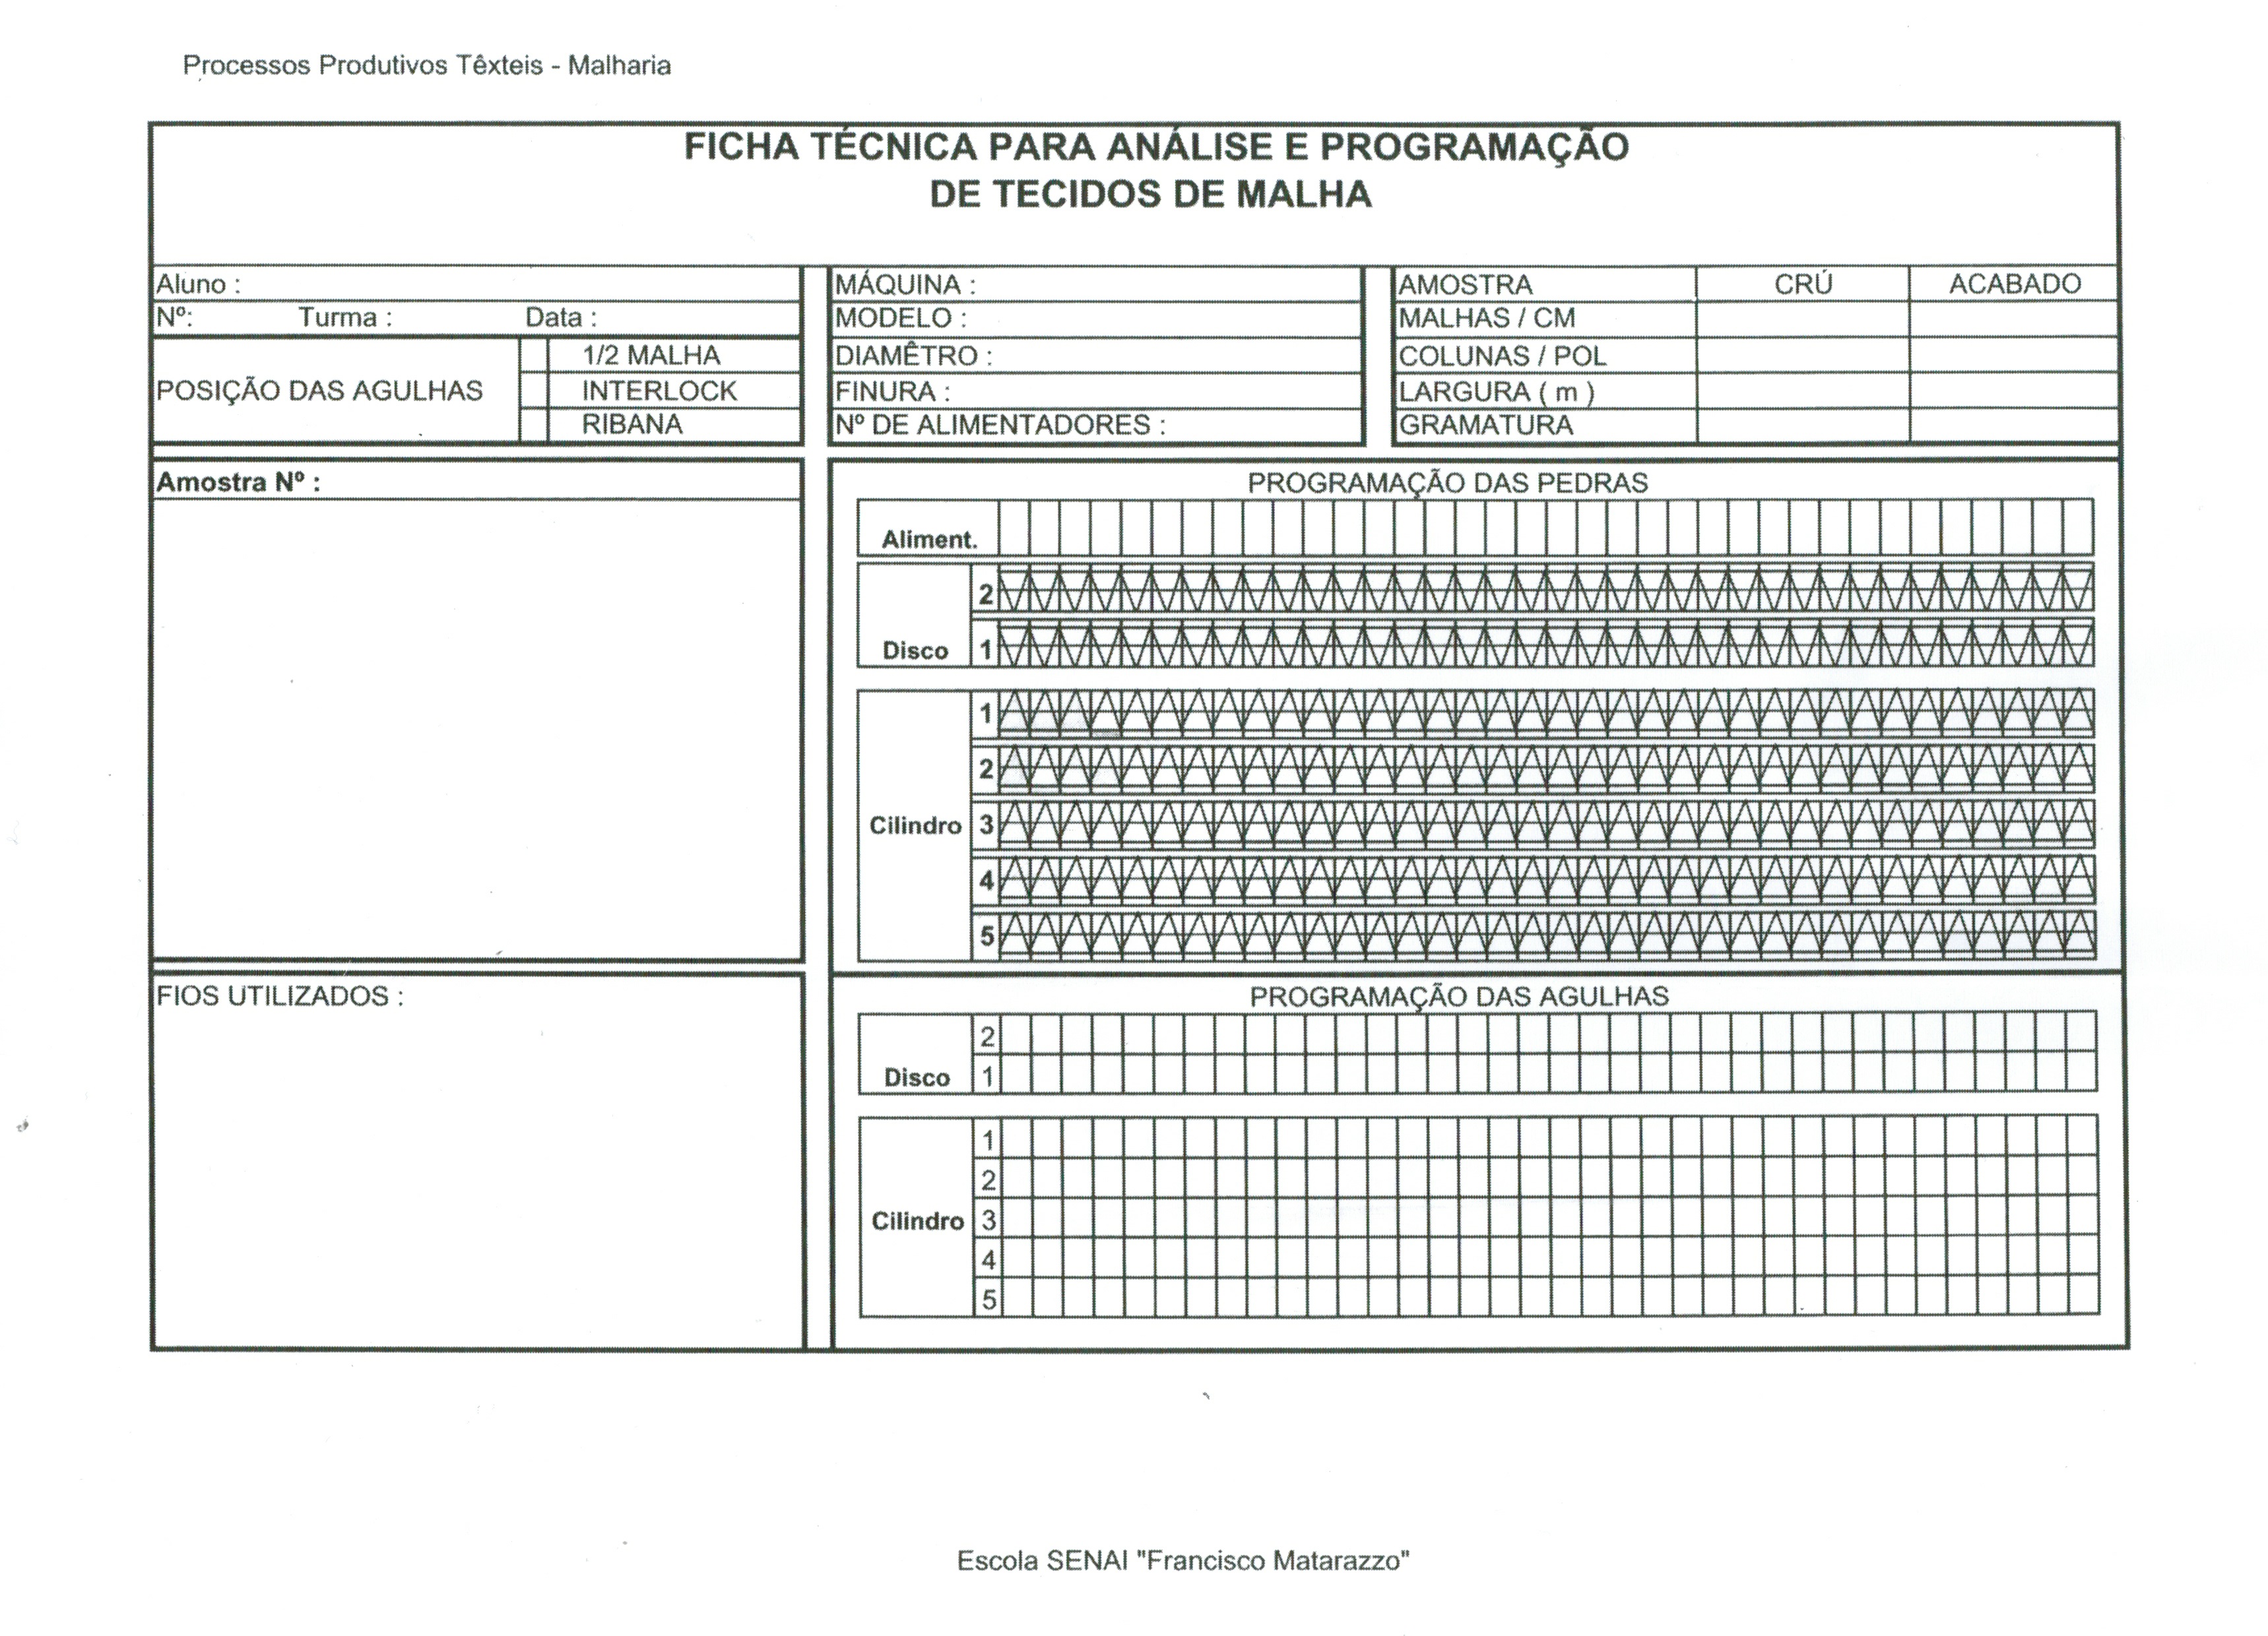 Processos Produtivos Têxteis - Malharia
FICHA TÉCNICA PARA ANÁLISE E PROGRAMAÇÃO
DE TECIDOS DE MALHA
Aluno :
Nº: Turma : Data :
POSIÇÃO DAS AGULHAS
1/2 MALHA
INTERLOCK
RIBANA
MÁQUINA :
MODELO :
DIAMÊTRO :
FINURA :
Nº DE ALIMENTADORES :
AMOSTRA CRÚ ACABADO
MALHAS / CM
COLUNAS / POL
LARGURA ( m )
GRAMATURA
Amostra Nº :
PROGRAMAÇÃO DAS PEDRAS
Aliment.
2
Disco 1
1
2
Cilindro 3
4
5
FIOS UTILIZADOS :
PROGRAMAÇÃO DAS AGULHAS
2
Disco 1
1
2
Cilindro 3
4
5
Escola SENAI "Francisco Matarazzo"